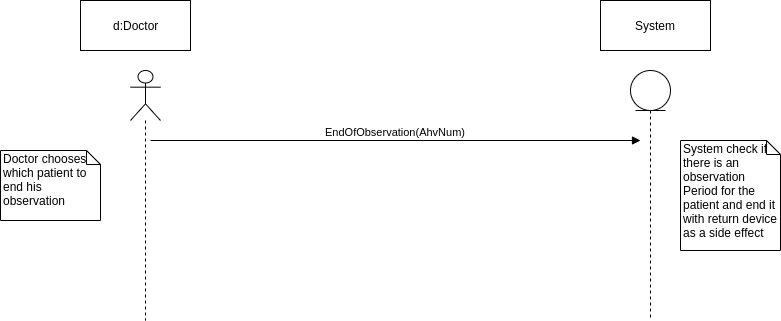 d:Doctor
System
EndOfObservation(AhvNum)
Doctor chooses
which patient to
end his
observation
System check if
there is an
observation
Period for the
patient and end it
with return device
as a side effect